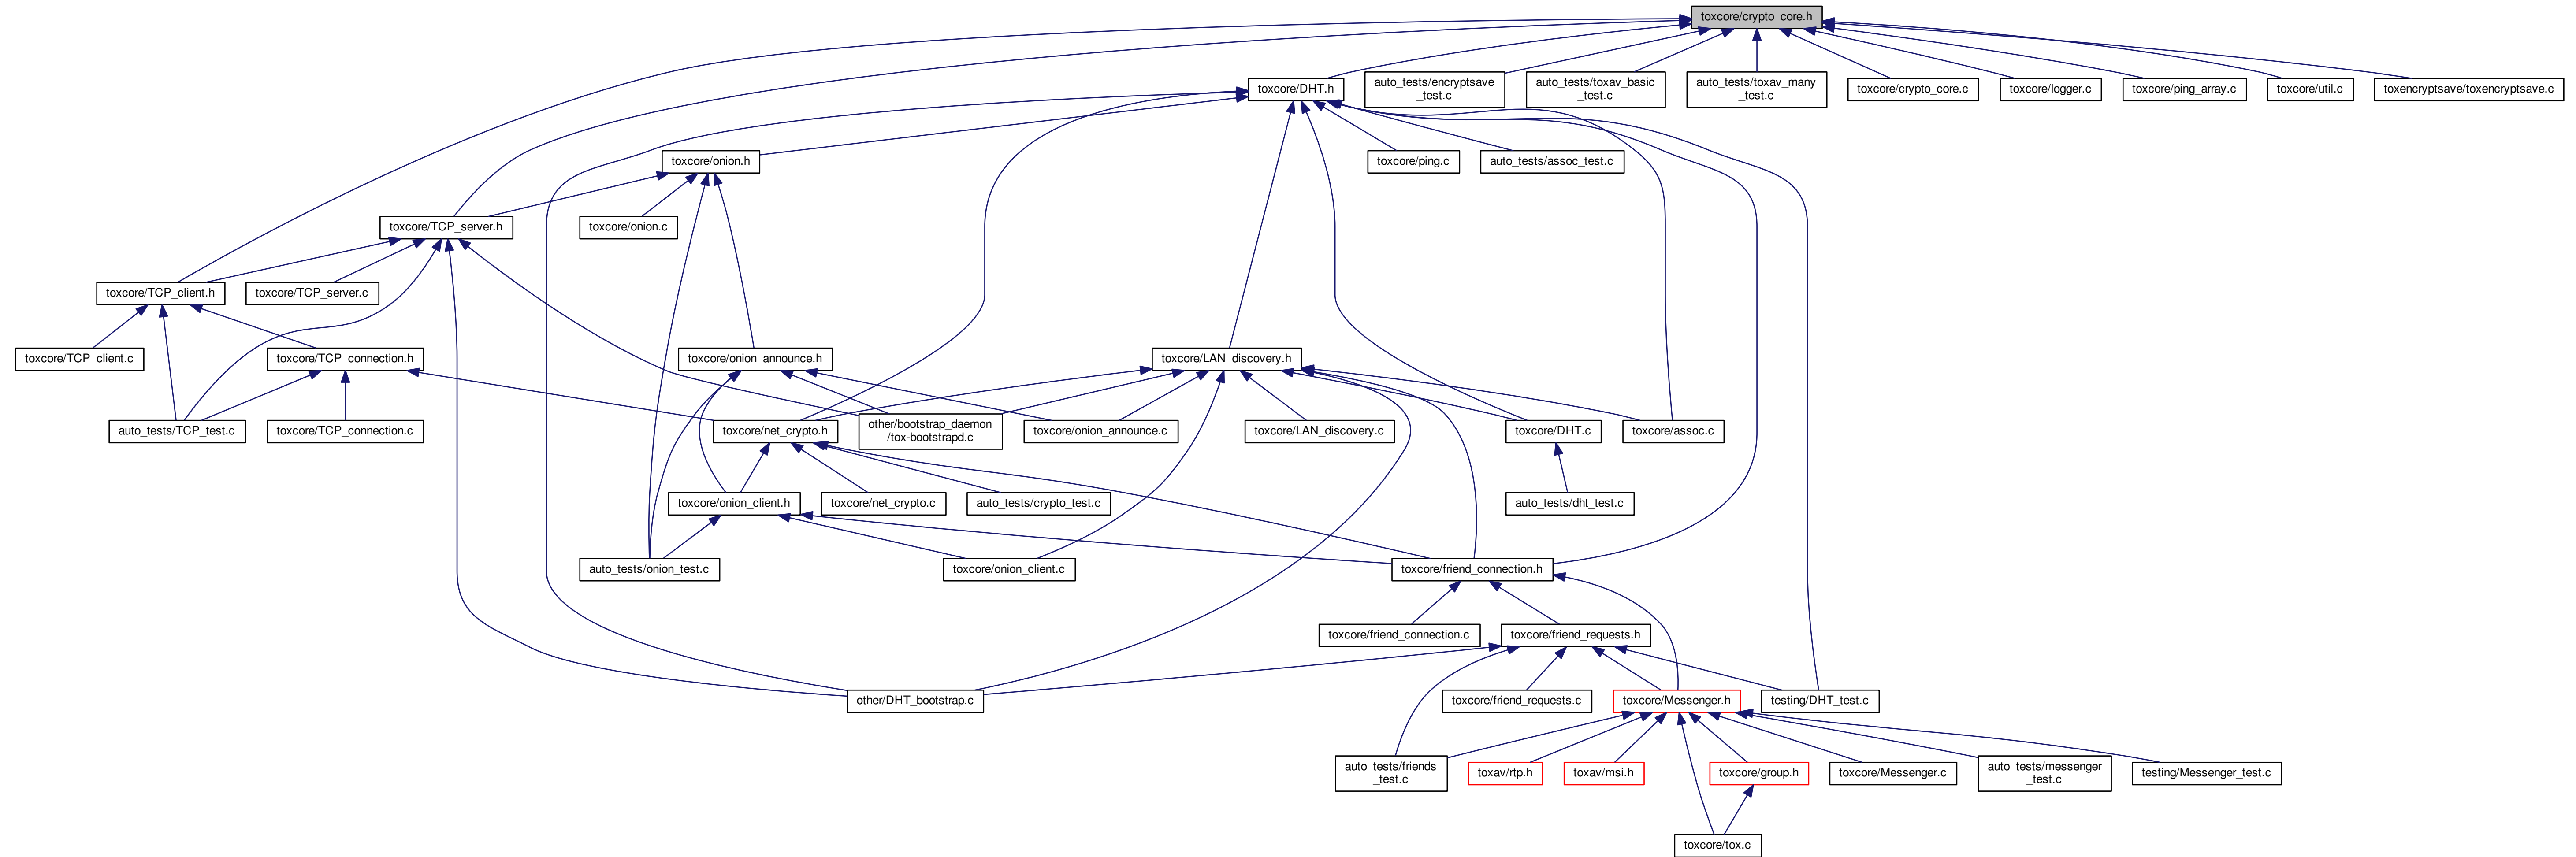 toxcore/crypto_core.h
toxcore/DHT.h
auto_tests/encryptsave
_test.c
auto_tests/toxav_basic
_test.c
auto_tests/toxav_many
_test.c
toxcore/crypto_core.c
toxcore/logger.c
toxcore/ping_array.c
toxcore/util.c
toxencryptsave/toxencryptsave.c
toxcore/onion.h
toxcore/ping.c
auto_tests/assoc_test.c
toxcore/TCP_server.h
toxcore/onion.c
toxcore/TCP_client.h
toxcore/TCP_server.c
toxcore/TCP_client.c
toxcore/TCP_connection.h
toxcore/onion_announce.h
toxcore/LAN_discovery.h
auto_tests/TCP_test.c
toxcore/TCP_connection.c
toxcore/net_crypto.h
other/bootstrap_daemon
/tox-bootstrapd.c
toxcore/onion_announce.c
toxcore/LAN_discovery.c
toxcore/DHT.c
toxcore/assoc.c
toxcore/onion_client.h
toxcore/net_crypto.c
auto_tests/crypto_test.c
auto_tests/dht_test.c
auto_tests/onion_test.c
toxcore/onion_client.c
toxcore/friend_connection.h
toxcore/friend_connection.c
toxcore/friend_requests.h
other/DHT_bootstrap.c
toxcore/friend_requests.c
toxcore/Messenger.h
testing/DHT_test.c
auto_tests/friends
_test.c
toxav/rtp.h
toxav/msi.h
toxcore/group.h
toxcore/Messenger.c
auto_tests/messenger
_test.c
testing/Messenger_test.c
toxcore/tox.c